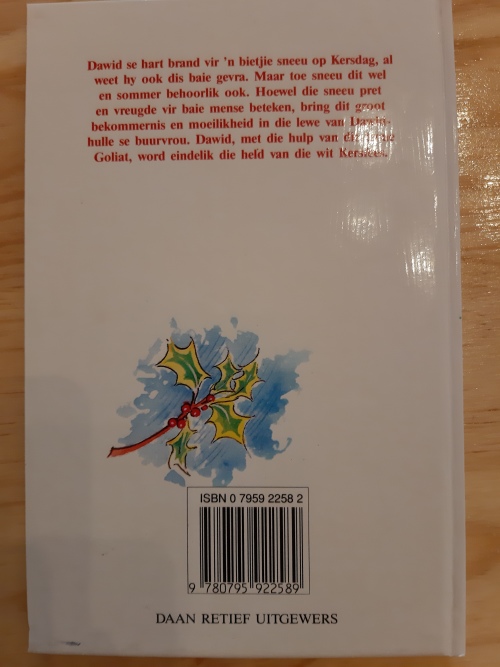 Dawid se hart brand vir 'n bietjie sneeu op Kersdag, al
weet hy ook dis baie gevra. Maar toe sneeu dit wel
en sommer behoorlik ook. Hoewel die sneeu pret
en vreugde vir baie mense beteken, bring dit groot
bekommernis en moeilikheid in die lewe van Dawid-
hulle se buurvrou. Dawid, met die hulp van die
Goliat, word eindelik die held van die wit Kersfees.
ISBN 0 7959 2258 2
9 780795 922589
DAAN RETIEF UITGEWERS